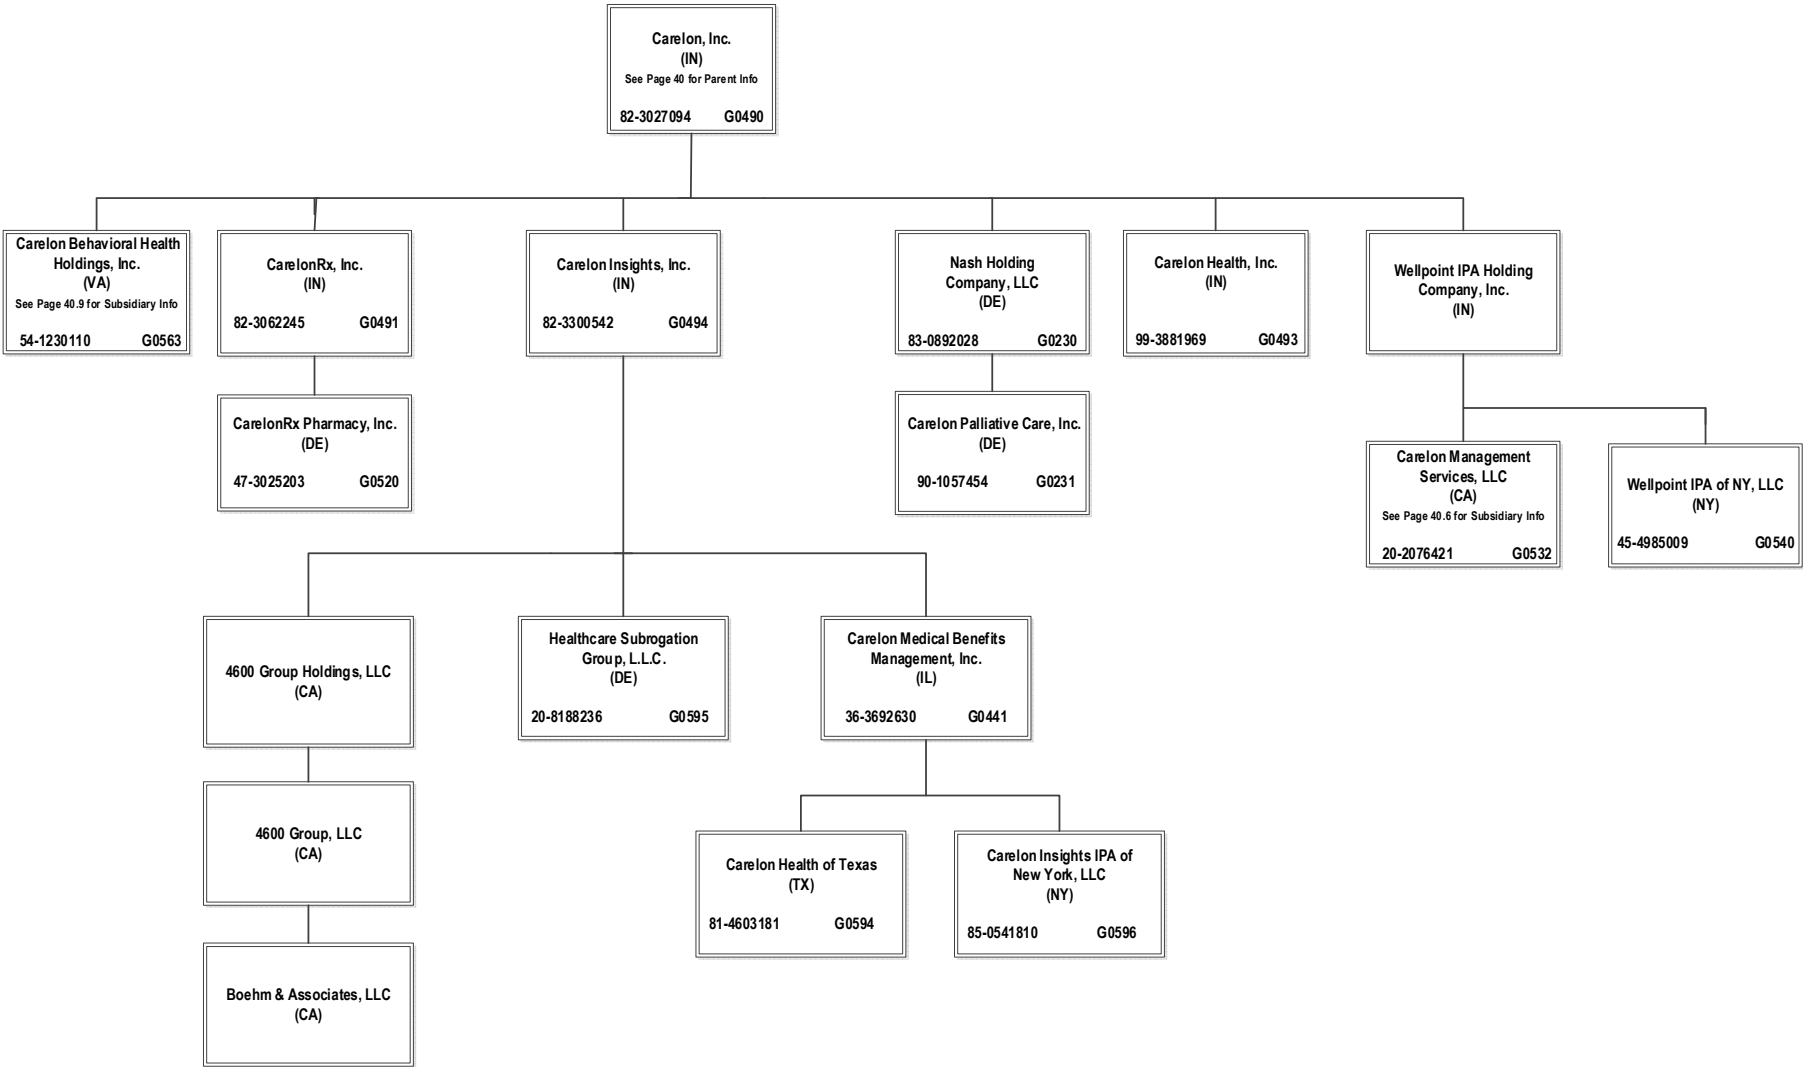 Carelon, Inc.
(IN)
See Page 40 for Parent Info
82-3027094 G0490
Carelon Behavioral Health
Holdings, Inc.
(VA)
See Page 40.9 for Subsidiary Info
54-1230110 G0563
CarelonRx, Inc.
(IN)
82-3062245 G0491
Carelon Insights, Inc.
(IN)
82-3300542 G0494
Nash Holding
Company, LLC
(DE)
83-0892028 G0230
Carelon Health, Inc.
(IN)
99-3881969 G0493
Wellpoint IPA Holding
Company, Inc.
(IN)
CarelonRx Pharmacy, Inc.
(DE)
47-3025203 G0520
Carelon Palliative Care, Inc.
(DE)
90-1057454 G0231
Carelon Management
Services, LLC
(CA)
See Page 40.6 for Subsidiary Info
20-2076421 G0532
Wellpoint IPA of NY, LLC
(NY)
45-4985009 G0540
4600 Group Holdings, LLC
(CA)
Healthcare Subrogation
Group, L.L.C.
(DE)
20-8188236 G0595
Carelon Medical Benefits
Management, Inc.
(IL)
36-3692630 G0441
4600 Group, LLC
(CA)
Carelon Health of Texas
(TX)
81-4603181 G0594
Carelon Insights IPA of
New York, LLC
(NY)
85-0541810 G0596
Boehm & Associates, LLC
(CA)